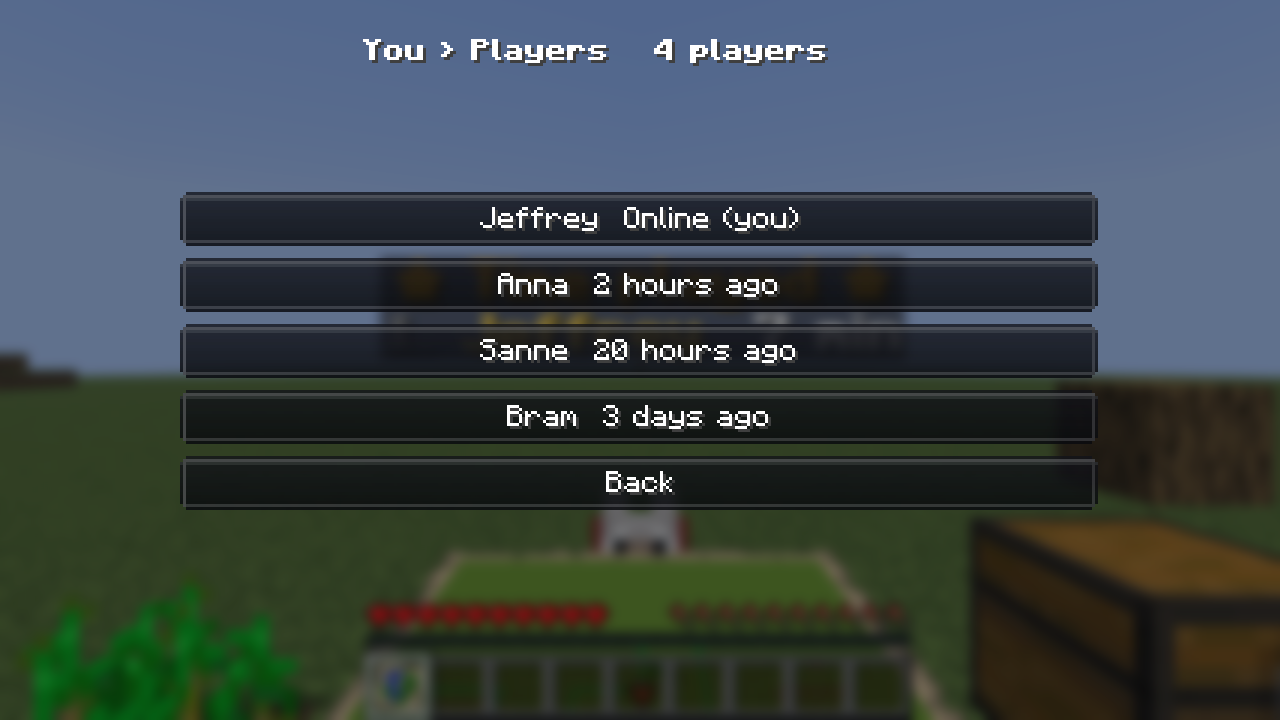 You > Players 4 players
Jeffrey Online (you)
Anna 2 hours ago
Sanne 20 hours ago
Bram 3 days ago
Back